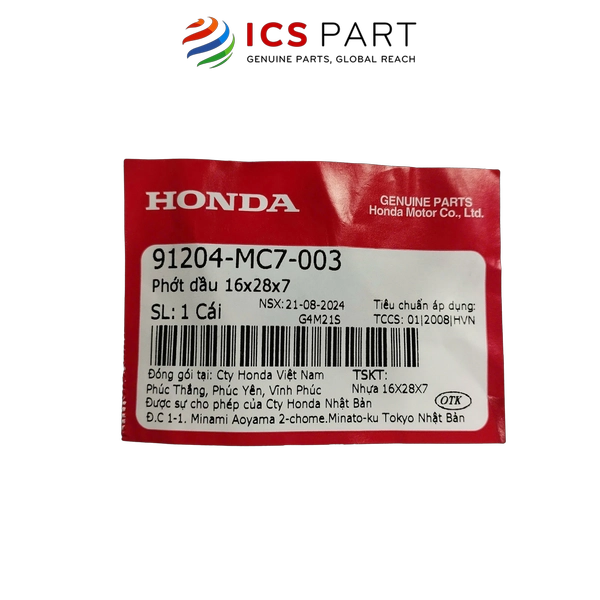 ICS PART
GENUINE PARTS, GLOBAL REACH
HONDA
GENUINE PARTS
Honda Motor Co., Ltd.
91204-MC7-003
Phớt dầu 16x28x7
SL: 1 Cái
NSX: 21-08-2024
G4M21S
Tiêu chuẩn áp dụng:
TCCS: 01|2008|HVN
Đóng gói tại: Cty Honda Việt Nam
Phúc Thắng, Phúc Yên, Vĩnh Phúc
TSKT:
Nhựa 16X28X7
Được sự cho phép của Cty Honda Nhật Bản
Đ.C 1-1. Minami Aoyama 2-chome.Minato-ku Tokyo Nhật Bản
OTK